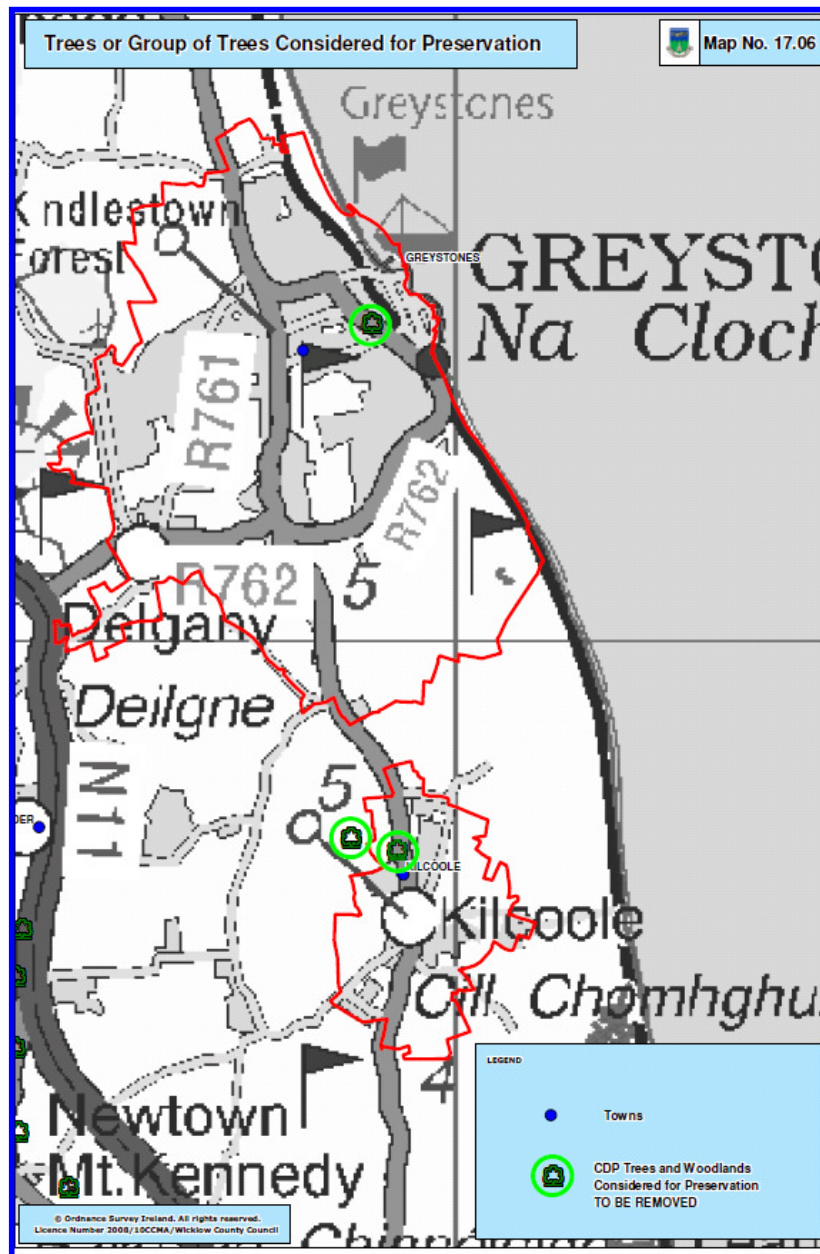 Trees or Group of Trees Considered for Preservation
Map No. 17.06
Greystones
Kindlestown
Forest
GREYSTONES
GREYSTO
Na Cloch
R761
R762
R762
5
Delgany
Deilgne
N11
5
DER
KILCOOLE
Kilcoole
Cill Chomhghu
4
Newtown
Mt.Kennedy
LEGEND
Towns
CDP Trees and Woodlands
Considered for Preservation
TO BE REMOVED
© Ordnance Survey Ireland. All rights reserved.
Licence Number 2008/10CCMA/Wicklow County Council